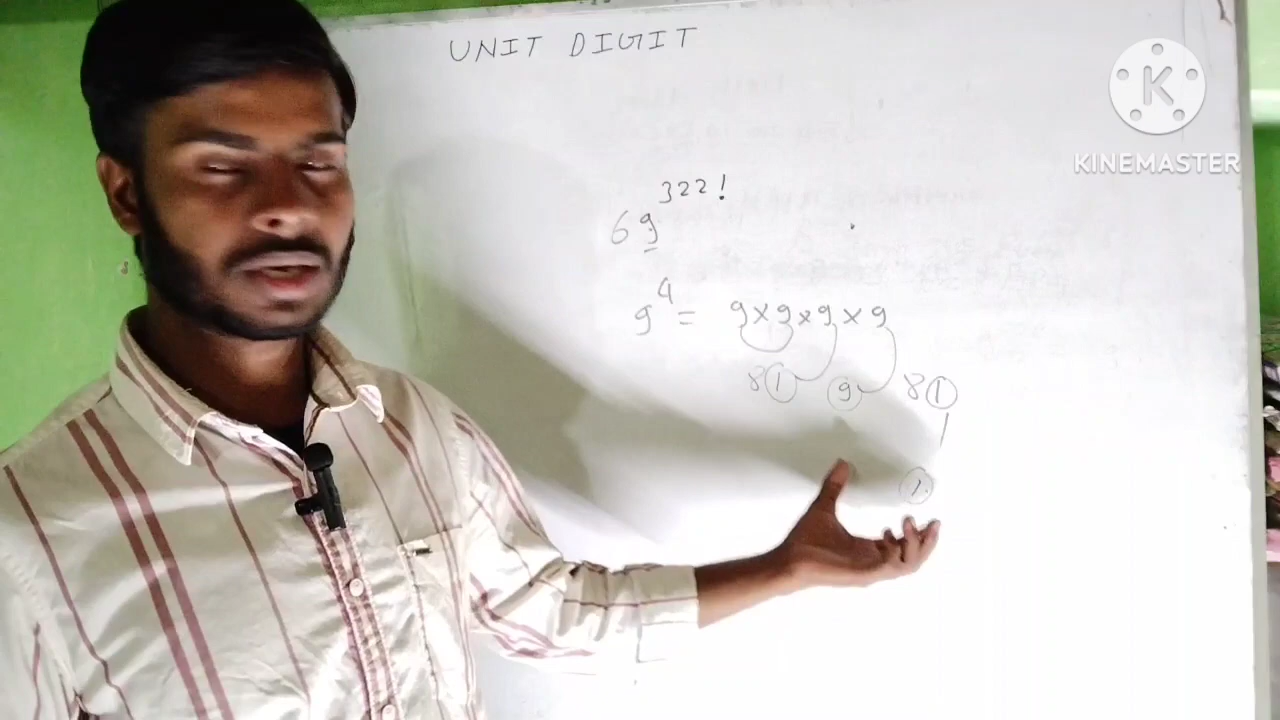 UNIT DIGIT
K
KINEMASTER
69^322!
9^4 = 9×9×9×9
81 9 81
1